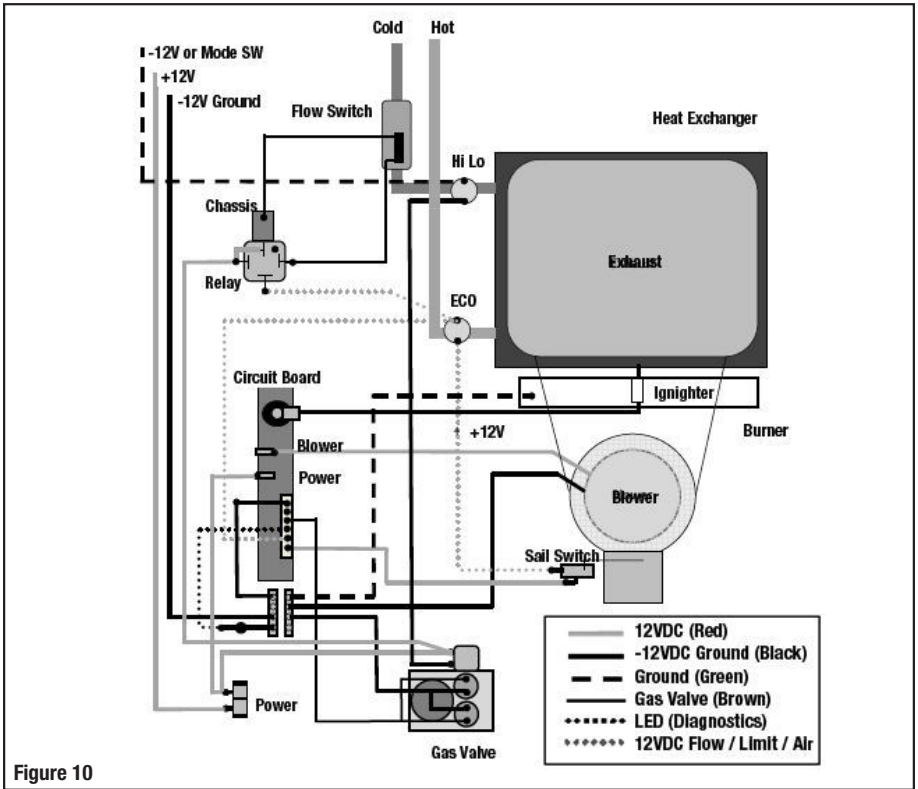 Cold Hot
-12V or Mode SW
+12V
-12V Ground
Flow Switch
Heat Exchanger
Hi Lo
Chassis
Exhaust
Relay
ECO
Circuit Board
Ignighter
+12V
Burner
Blower
Power
Blower
Sail Switch
12VDC (Red)
-12VDC Ground (Black)
Ground (Green)
Gas Valve (Brown)
LED (Diagnostics)
12VDC Flow / Limit / Air
Power
Gas Valve
Figure 10